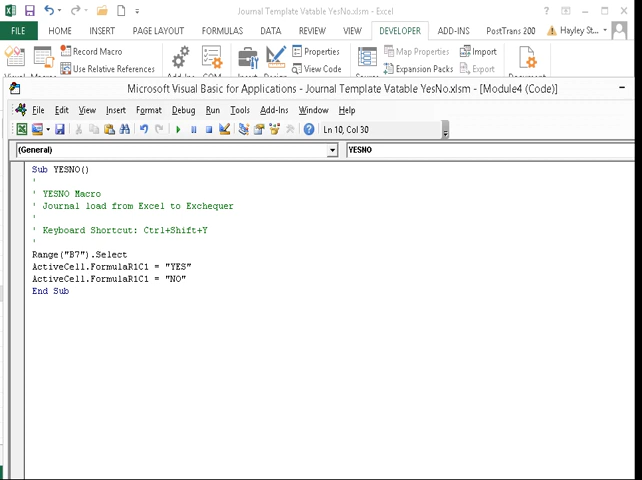 Journal Template Vatable YesNo.xlsm - Excel
FILE HOME INSERT PAGE LAYOUT FORMULAS DATA REVIEW VIEW DEVELOPER ADD-INS PostTrans 200 Hayley St...
Record Macro Properties Map Properties Import
Use Relative References View Code Expansion Packs Export
Microsoft Visual Basic for Applications - Journal Template Vatable YesNo.xlsm - [Module4 (Code)]
File Edit View Insert Format Debug Run Tools Add-Ins Window Help
Ln 10, Col 30
(General) YESNO
Sub YESNO()
'
' YESNO Macro
' Journal load from Excel to Exchequer
'
' Keyboard Shortcut: Ctrl+Shift+Y
'
Range("B7").Select
ActiveCell.FormulaR1C1 = "YES"
ActiveCell.FormulaR1C1 = "NO"
End Sub